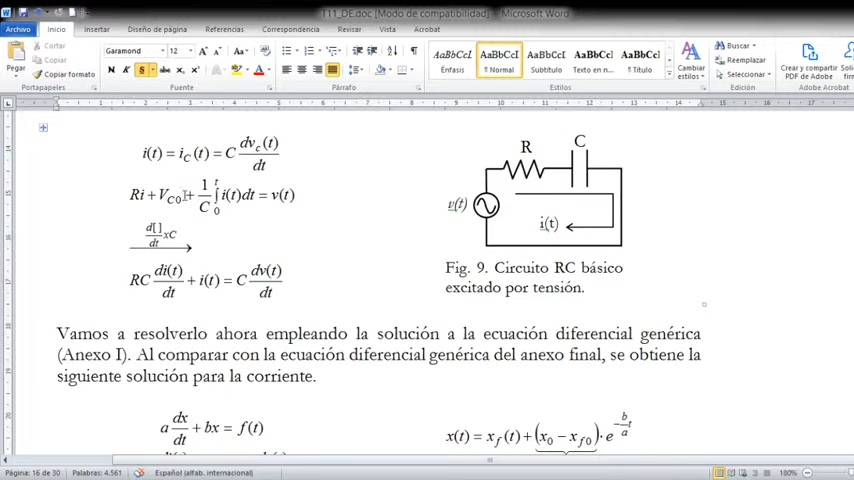 T11_DE.doc [Modo de compatibilidad] - Microsoft Word
Archivo Inicio Insertar Diseño de página Referencias Correspondencia Revisar Vista Acrobat
Pegar
Cortar
Copiar
Copiar formato
Portapapeles
Garamond 12
N K S abc x₂ x²
Fuente
Párrafo
AaBbCcI Énfasis
AaBbCcI ¶ Normal
AaBbCcI Subtítulo
AaBbCcI Texto en n...
AaBbCcI ¶ Título
Cambiar estilos
Estilos
Buscar
Reemplazar
Seleccionar
Edición
Crear y compartir PDF de Adobe
Adobe Acrobat
i(t) = i_C(t) = C dv_c(t)/dt
Ri + V_C0 + 1/C ∫₀ᵗ i(t)dt = v(t)
d[ ]/dt xC
RC di(t)/dt + i(t) = C dv(t)/dt
R C
v(t)
i(t)
Fig. 9. Circuito RC básico
excitado por tensión.
Vamos a resolverlo ahora empleando la solución a la ecuación diferencial genérica
(Anexo I). Al comparar con la ecuación diferencial genérica del anexo final, se obtiene la
siguiente solución para la corriente.
a dx/dt + bx = f(t)
x(t) = x_f(t) + (x_0 − x_f0)·e^(−b/a t)
Página: 16 de 30 Palabras: 4.561 Español (alfab. internacional) 180%